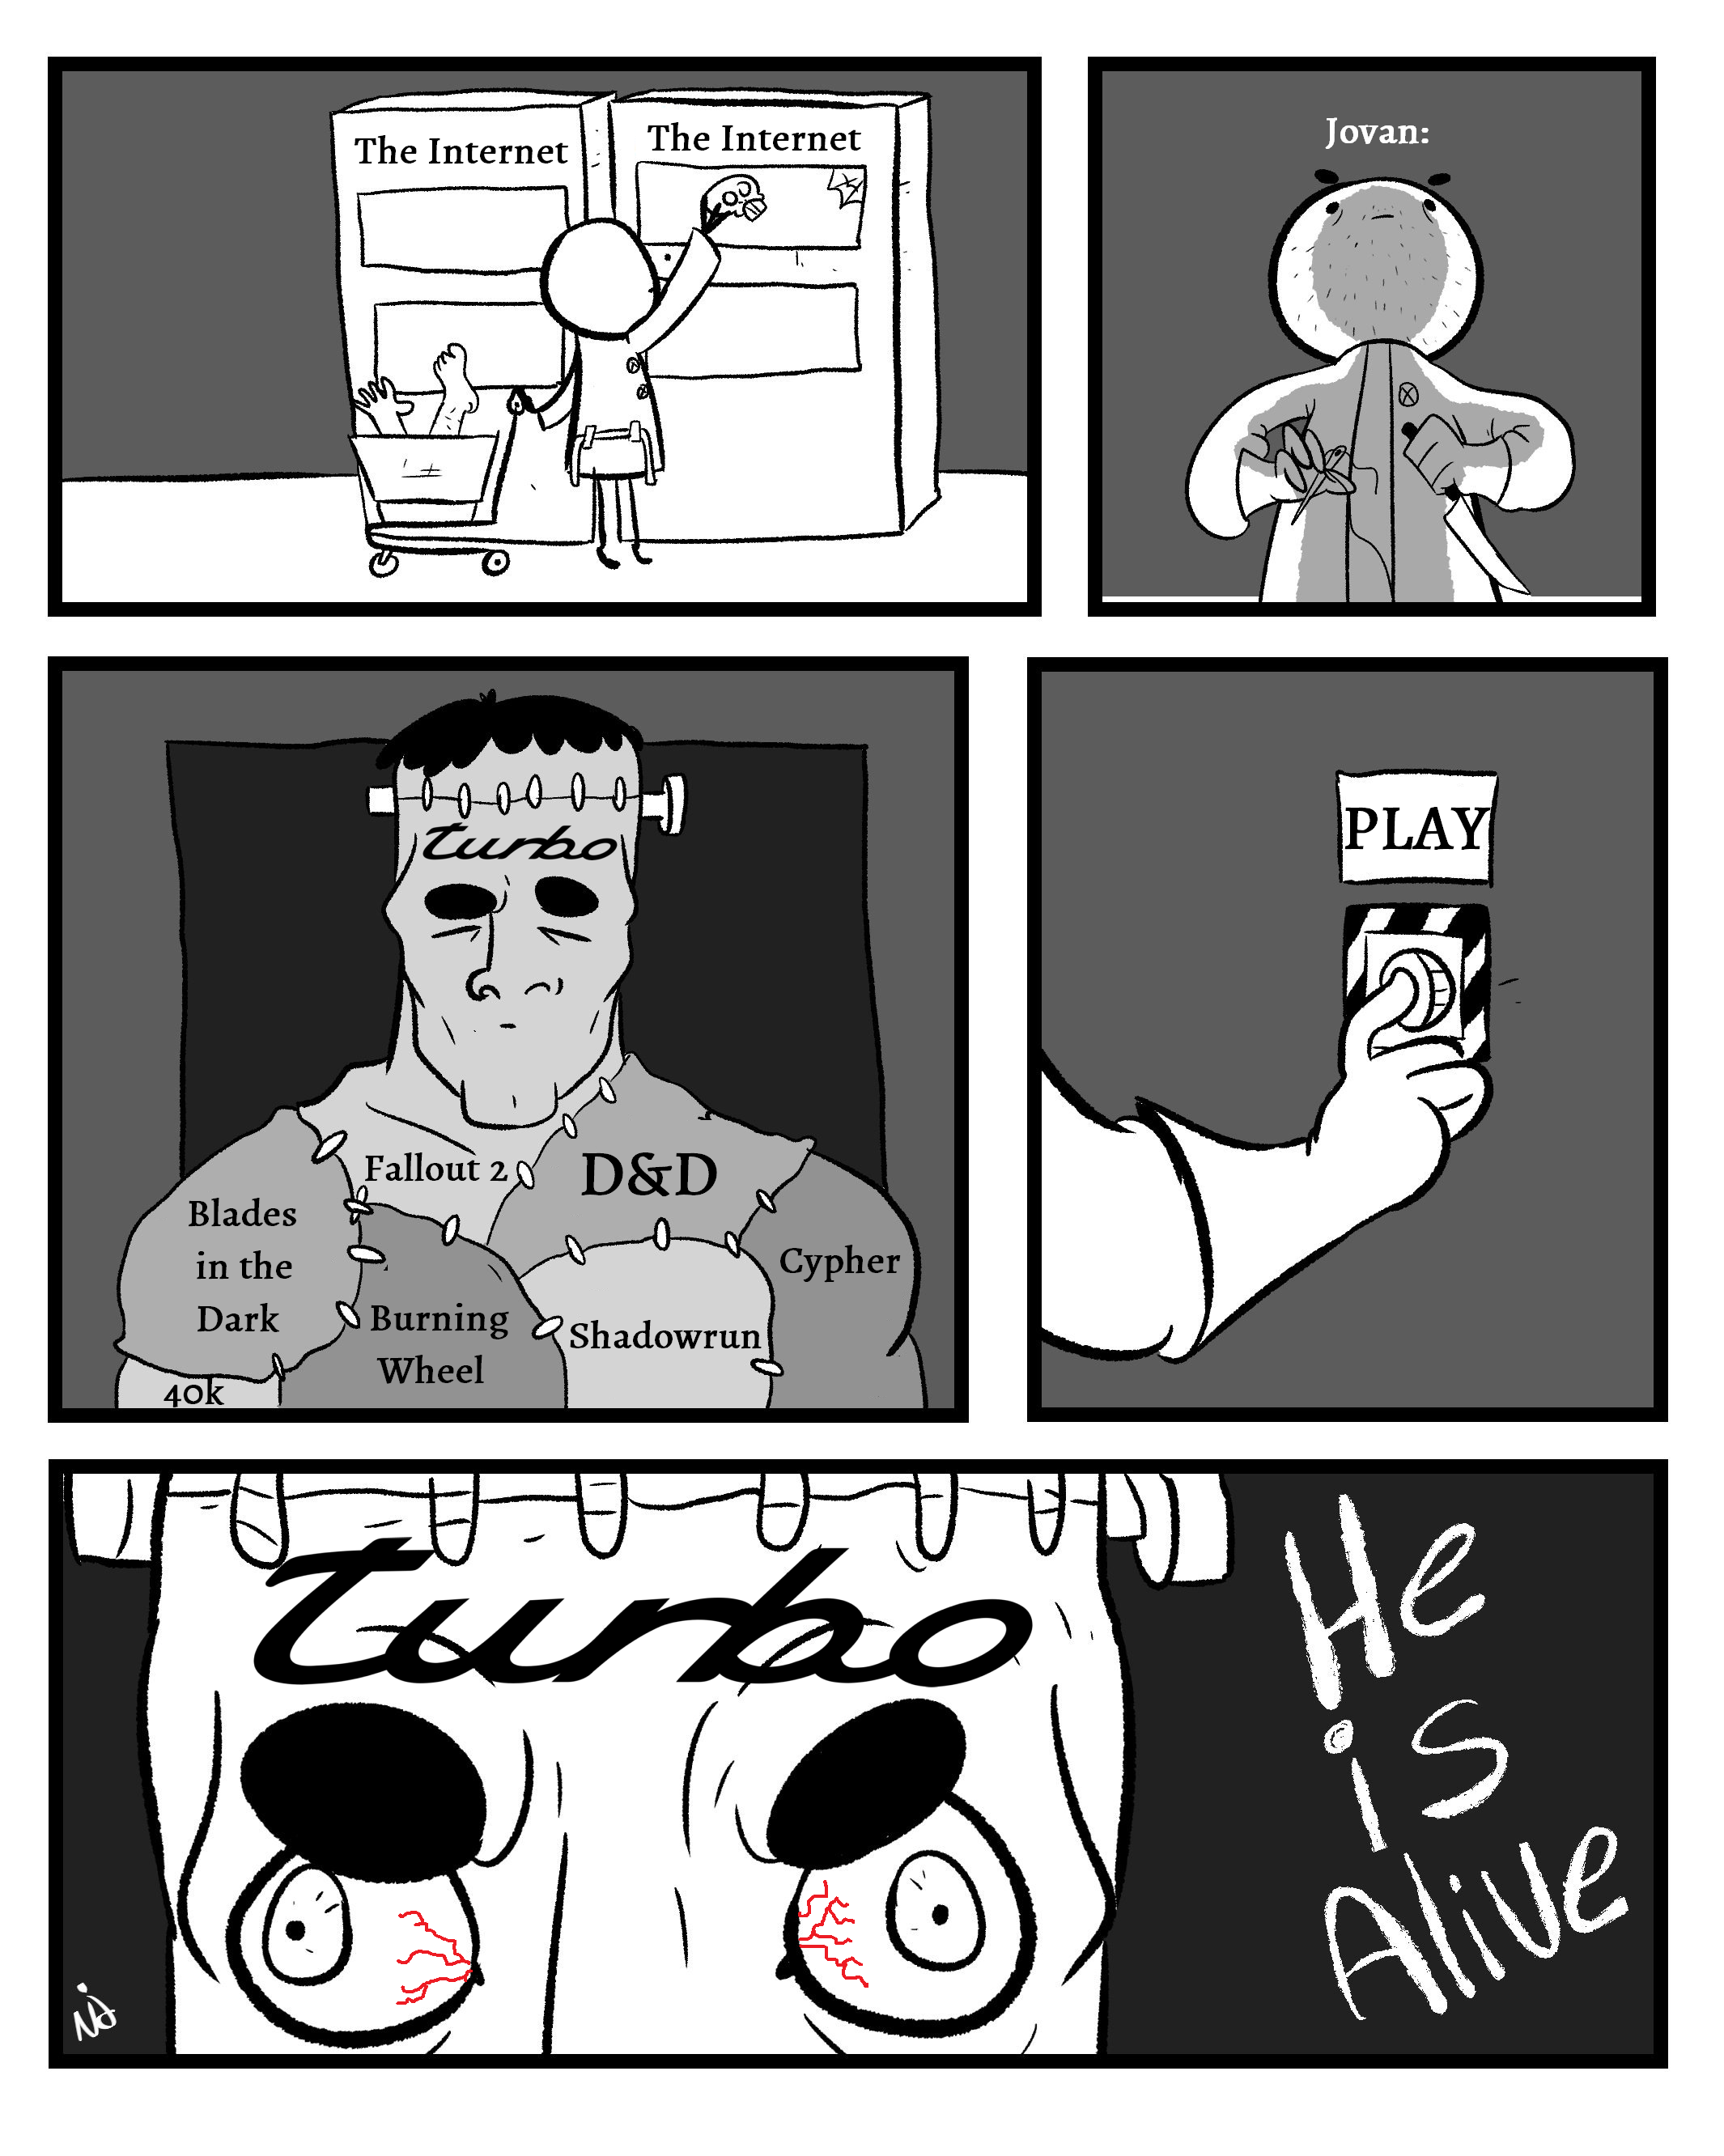 The Internet
The Internet
Jovan:
turbo
Fallout 2
D&D
Blades
in the
Dark
Cypher
Burning
Wheel
Shadowrun
40k
PLAY
turbo
He
is
Alive